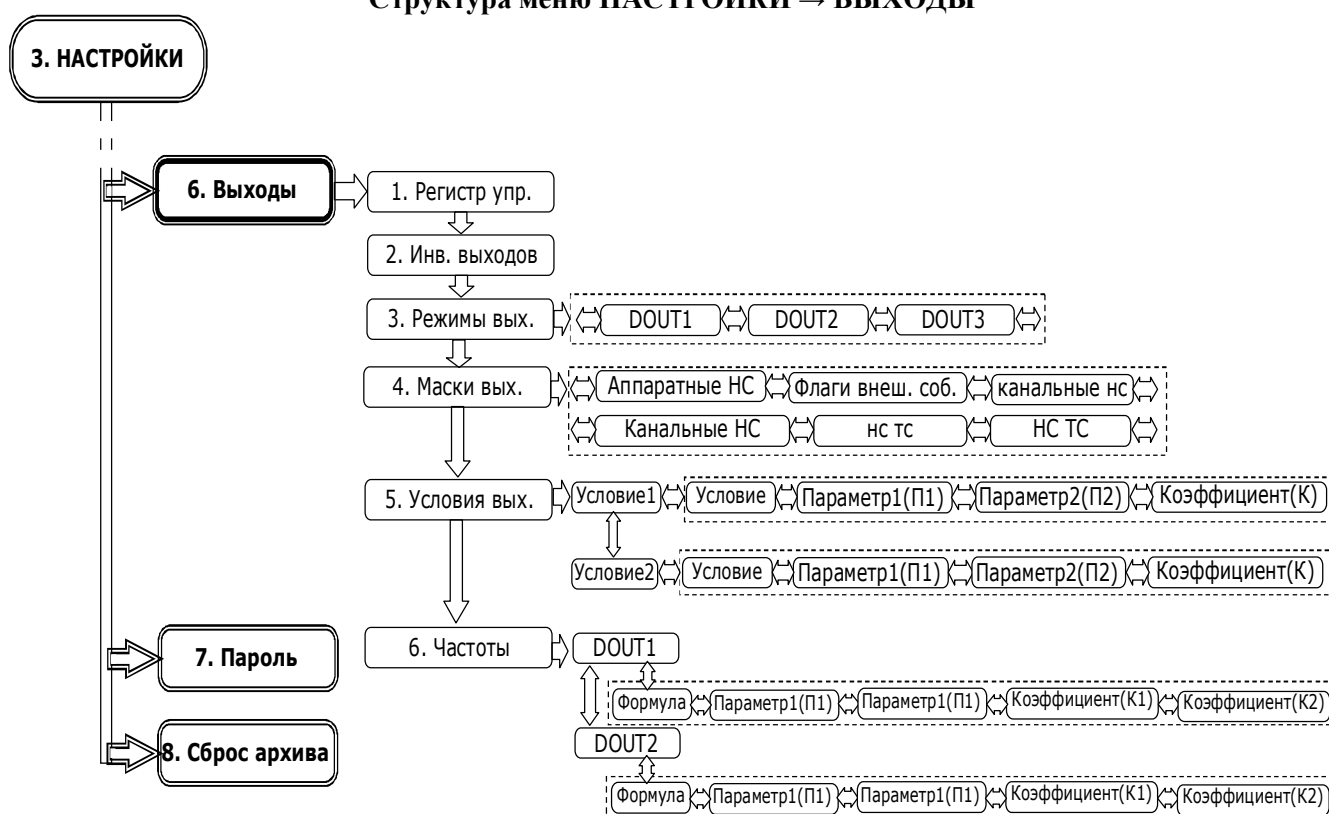 Структура меню НАСТРОЙКИ → ВЫХОДЫ
3. НАСТРОЙКИ
6. Выходы
1. Регистр упр.
2. Инв. выходов
3. Режимы вых.
DOUT1
DOUT2
DOUT3
4. Маски вых.
Аппаратные НС
Флаги внеш. соб.
канальные нс
Канальные НС
нс тс
НС ТС
5. Условия вых.
Условие1
Условие
Параметр1(П1)
Параметр2(П2)
Коэффициент(К)
Условие2
Условие
Параметр1(П1)
Параметр2(П2)
Коэффициент(К)
6. Частоты
DOUT1
7. Пароль
Формула
Параметр1(П1)
Параметр1(П1)
Коэффициент(К1)
Коэффициент(К2)
DOUT2
8. Сброс архива
Формула
Параметр1(П1)
Параметр1(П1)
Коэффициент(К1)
Коэффициент(К2)